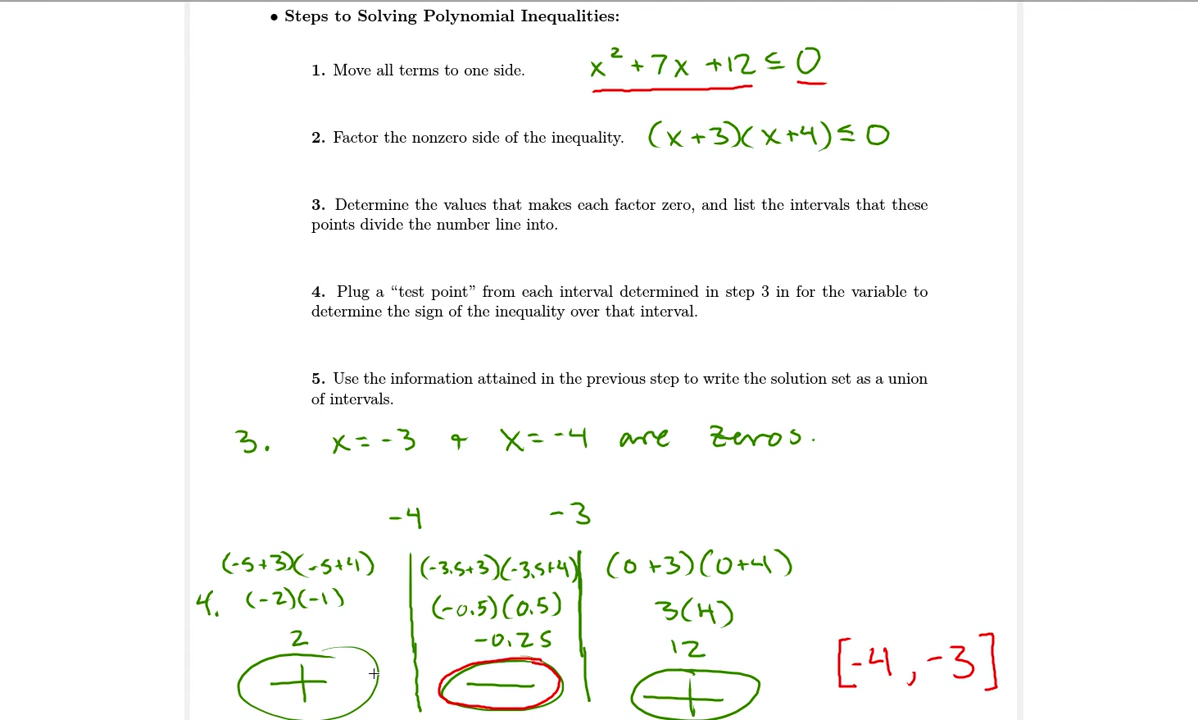 • Steps to Solving Polynomial Inequalities:
1. Move all terms to one side. x² + 7x + 12 ≤ 0
2. Factor the nonzero side of the inequality. (x + 3)(x + 4) ≤ 0
3. Determine the values that makes each factor zero, and list the intervals that these
points divide the number line into.
4. Plug a “test point” from each interval determined in step 3 in for the variable to
determine the sign of the inequality over that interval.
5. Use the information attained in the previous step to write the solution set as a union
of intervals.
3. x = -3 + x = -4 are zeros.
-4 -3
(-5+3)(-5+4) (-3.5+3)(-3.5+4) (0+3)(0+4)
4. (-2)(-1) (-0.5)(0.5) 3(4)
2 -0.25 12
+ − +
[-4, -3]